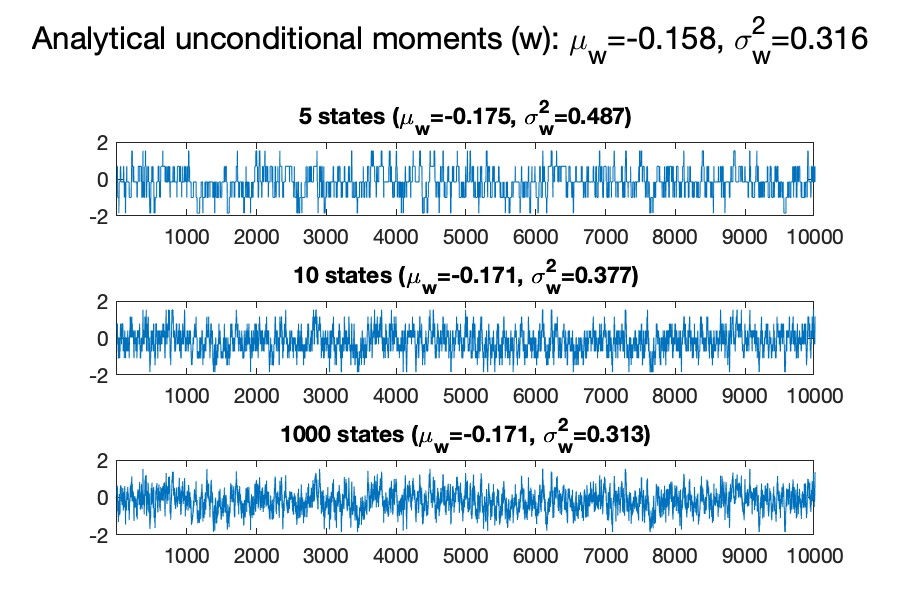 Analytical unconditional moments (w): μw=-0.158, σ²w=0.316
5 states (μw=-0.175, σ²w=0.487)
2
0
-2
1000 2000 3000 4000 5000 6000 7000 8000 9000 10000
10 states (μw=-0.171, σ²w=0.377)
2
0
-2
1000 2000 3000 4000 5000 6000 7000 8000 9000 10000
1000 states (μw=-0.171, σ²w=0.313)
2
0
-2
1000 2000 3000 4000 5000 6000 7000 8000 9000 10000